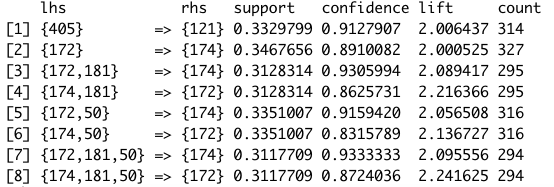 lhs rhs support confidence lift count
[1] {405} => {121} 0.3329799 0.9127907 2.006437 314
[2] {172} => {174} 0.3467656 0.8910082 2.000525 327
[3] {172,181} => {174} 0.3128314 0.9305994 2.089417 295
[4] {174,181} => {172} 0.3128314 0.8625731 2.216366 295
[5] {172,50} => {174} 0.3351007 0.9159420 2.056508 316
[6] {174,50} => {172} 0.3351007 0.8315789 2.136727 316
[7] {172,181,50} => {174} 0.3117709 0.9333333 2.095556 294
[8] {174,181,50} => {172} 0.3117709 0.8724036 2.241625 294